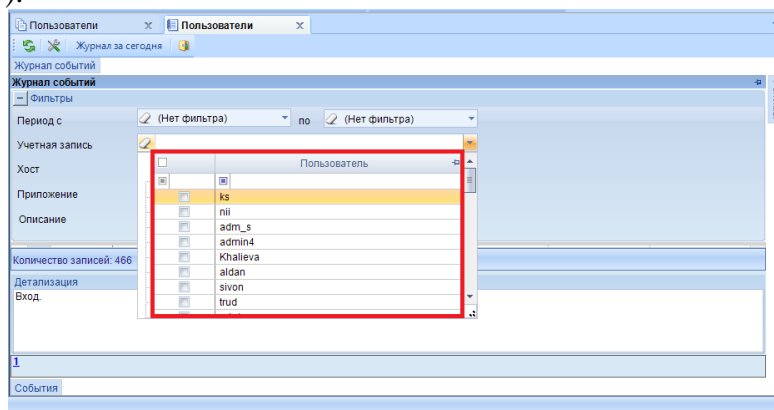 ).
Пользователи x Пользователи x
Журнал за сегодня
Журнал событий
Журнал событий
Фильтры
Период с (Нет фильтра) по (Нет фильтра)
Учетная запись
Пользователь
Хост
Приложение
ks
nii
Описание
adm_s
admin4
Khalieva
Количество записей: 466
aldan
Детализация
sivon
Вход.
trud
1
События